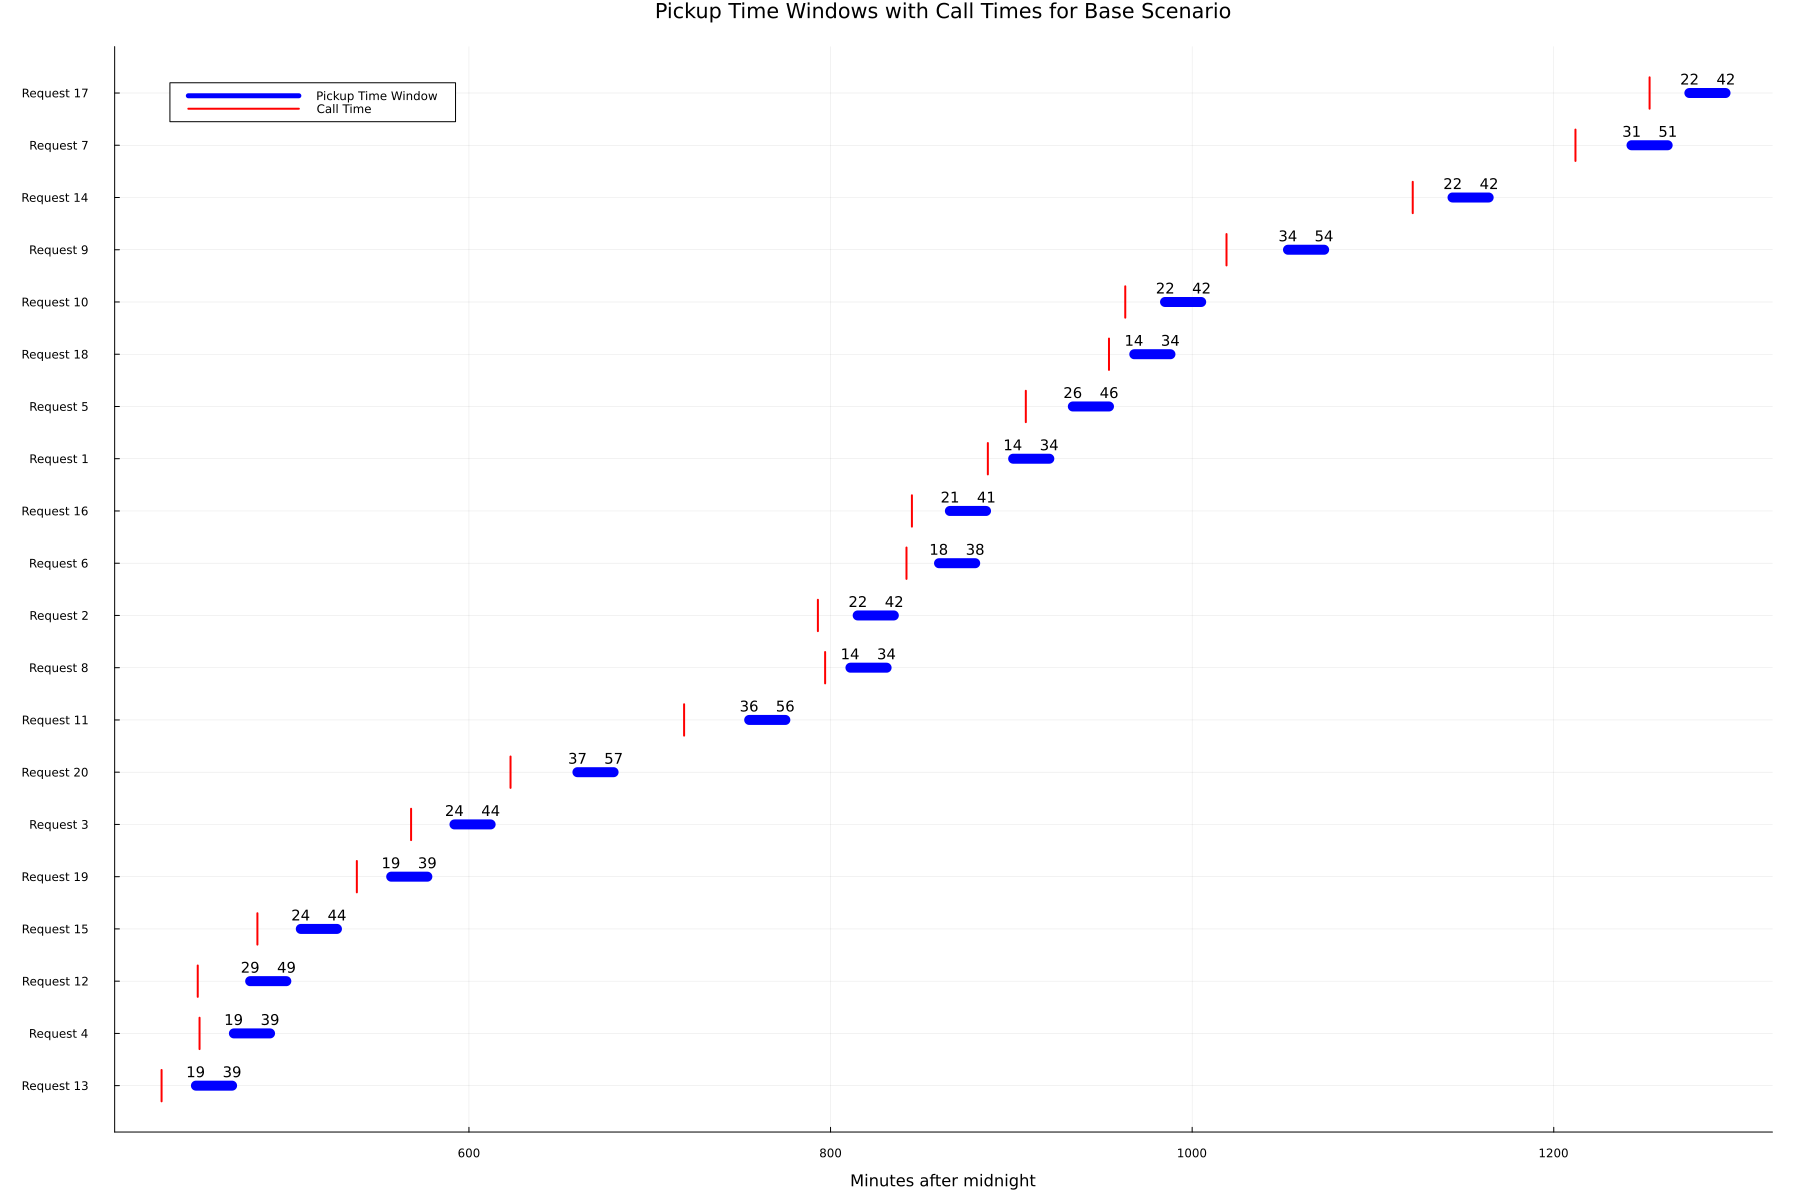 Pickup Time Windows with Call Times for Base Scenario
Pickup Time Window
Call Time
Request 17 22 42
Request 7 31 51
Request 14 22 42
Request 9 34 54
Request 10 22 42
Request 18 14 34
Request 5 26 46
Request 1 14 34
Request 16 21 41
Request 6 18 38
Request 2 22 42
Request 8 14 34
Request 11 36 56
Request 20 37 57
Request 3 24 44
Request 19 19 39
Request 15 24 44
Request 12 29 49
Request 4 19 39
Request 13 19 39
600 800 1000 1200
Minutes after midnight